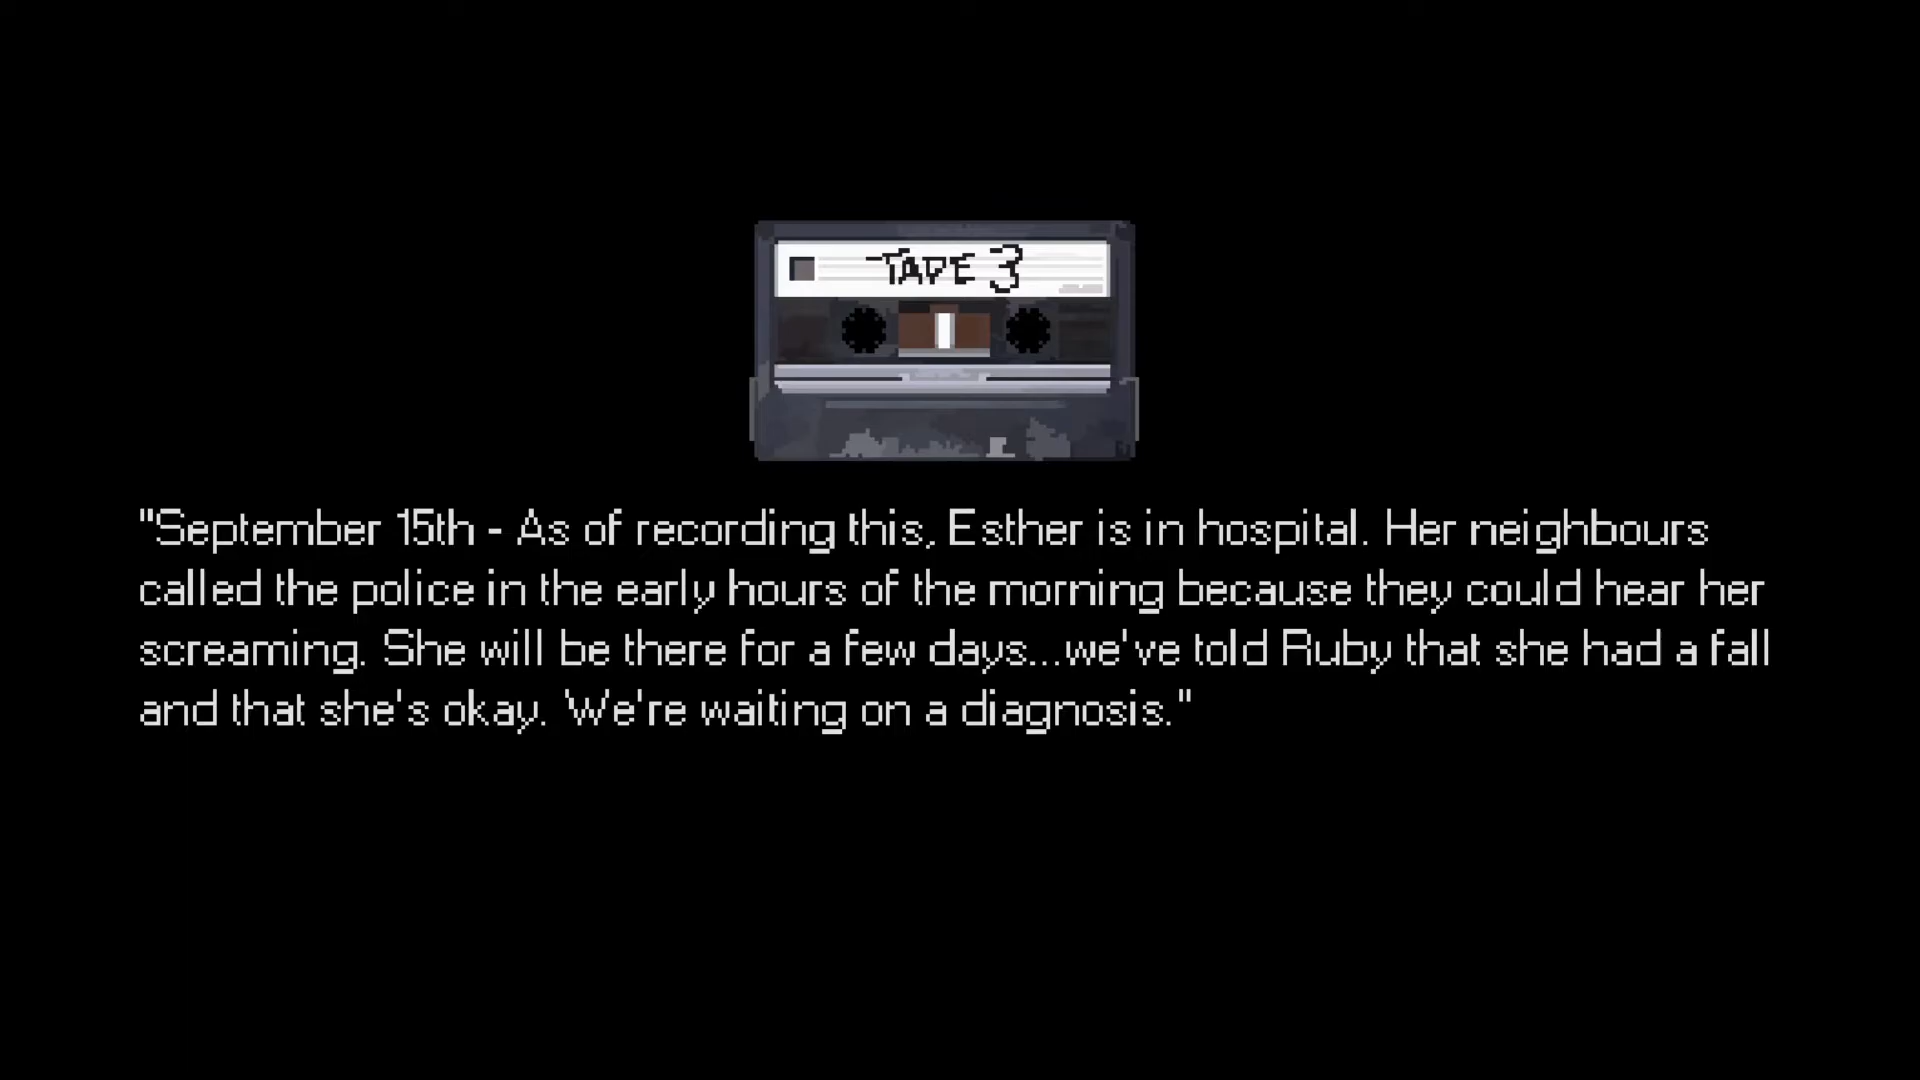 TAPE 3
"September 15th - As of recording this, Esther is in hospital. Her neighbours
called the police in the early hours of the morning because they could hear her
screaming. She will be there for a few days...we've told Ruby that she had a fall
and that she's okay. We're waiting on a diagnosis."